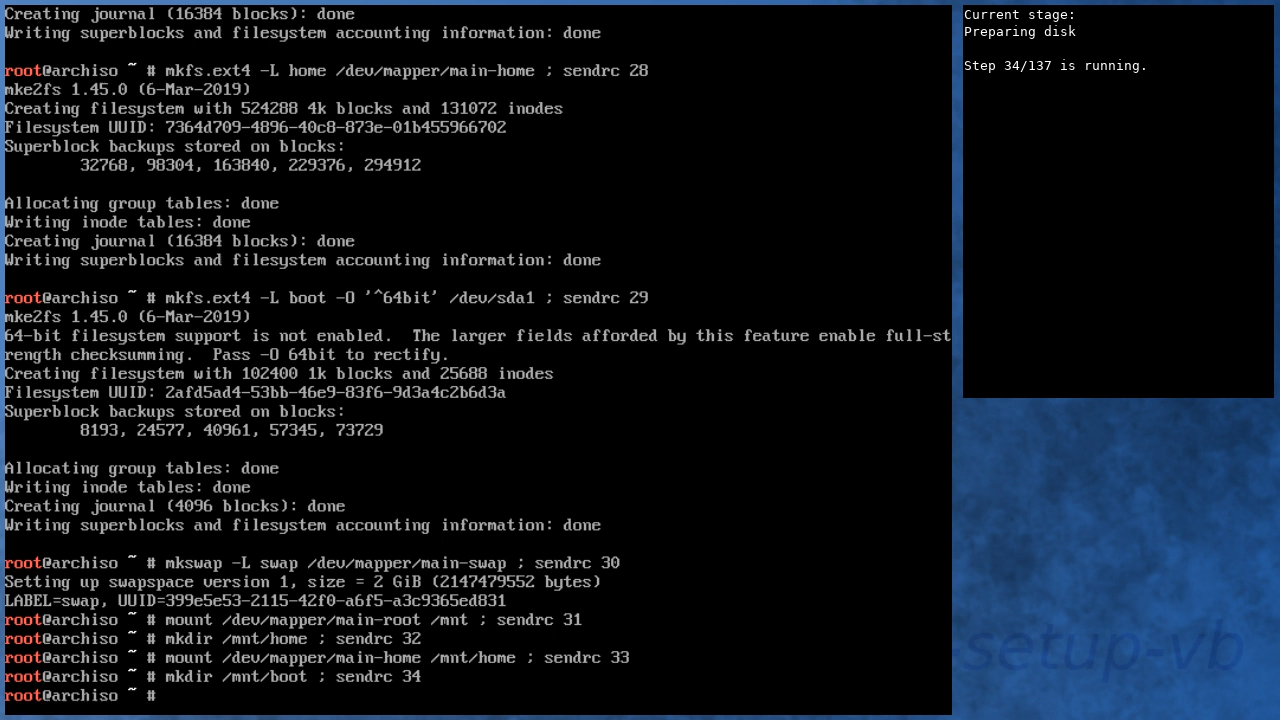 Creating journal (16384 blocks): done
Writing superblocks and filesystem accounting information: done
root@archiso ~ # mkfs.ext4 -L home /dev/mapper/main-home ; sendrc 28
mke2fs 1.45.0 (6-Mar-2019)
Creating filesystem with 524288 4k blocks and 131072 inodes
Filesystem UUID: 7364d709-4896-40c8-873e-01b455966702
Superblock backups stored on blocks:
        32768, 98304, 163840, 229376, 294912
Allocating group tables: done
Writing inode tables: done
Creating journal (16384 blocks): done
Writing superblocks and filesystem accounting information: done
root@archiso ~ # mkfs.ext4 -L boot -O '^64bit' /dev/sda1 ; sendrc 29
mke2fs 1.45.0 (6-Mar-2019)
64-bit filesystem support is not enabled.  The larger fields afforded by this feature enable full-st
rength checksumming.  Pass -O 64bit to rectify.
Creating filesystem with 102400 1k blocks and 25688 inodes
Filesystem UUID: 2afd5ad4-53bb-46e9-83f6-9d3a4c2b6d3a
Superblock backups stored on blocks:
        8193, 24577, 40961, 57345, 73729
Allocating group tables: done
Writing inode tables: done
Creating journal (4096 blocks): done
Writing superblocks and filesystem accounting information: done
root@archiso ~ # mkswap -L swap /dev/mapper/main-swap ; sendrc 30
Setting up swapspace version 1, size = 2 GiB (2147479552 bytes)
LABEL=swap, UUID=399e5e53-2115-42f0-a6f5-a3c9365ed831
root@archiso ~ # mount /dev/mapper/main-root /mnt ; sendrc 31
root@archiso ~ # mkdir /mnt/home ; sendrc 32
root@archiso ~ # mount /dev/mapper/main-home /mnt/home ; sendrc 33
root@archiso ~ # mkdir /mnt/boot ; sendrc 34
root@archiso ~ #
Current stage:
Preparing disk
Step 34/137 is running.
-setup-vb